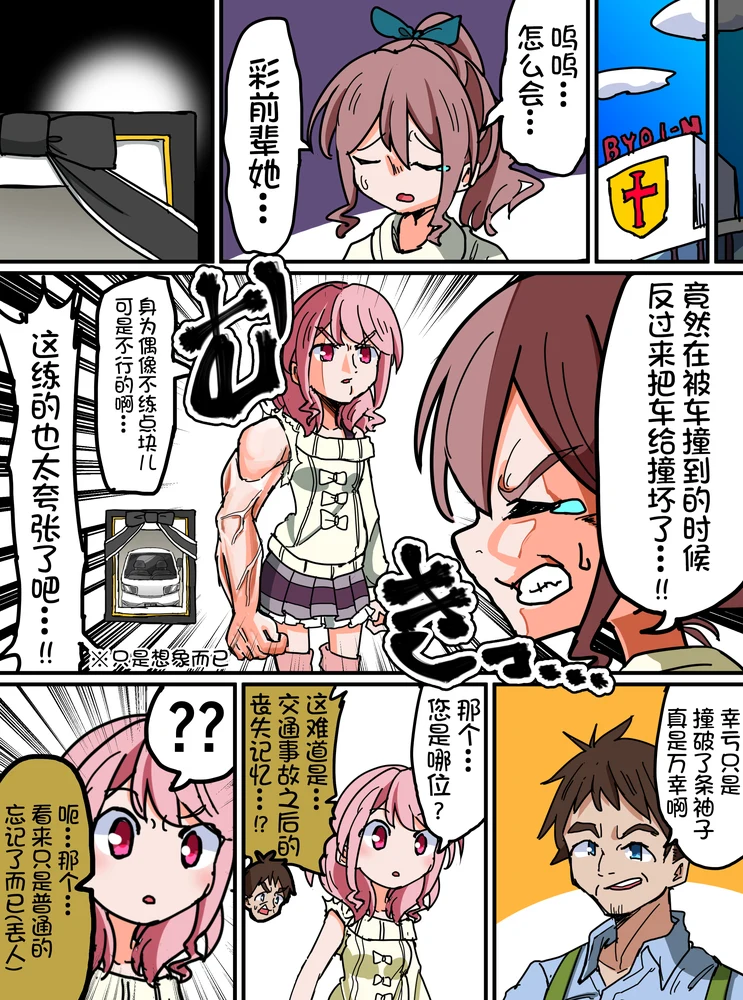 BYOI-N
呜呜…
怎么会…
彩前辈她…
竟然在被车撞到的时候
反过来把车给撞坏了…!!
きっ…
む
身为偶像不练点块儿
可是不行的啊…
这练的也太夸张了吧…!!
※只是想象而已
幸亏只是
撞破了条袖子
真是万幸啊
那个…
您是哪位?
这难道是…
交通事故之后的
丧失记忆…!?
??
呃…那个…
看来只是普通的
忘记了而已(丢人)